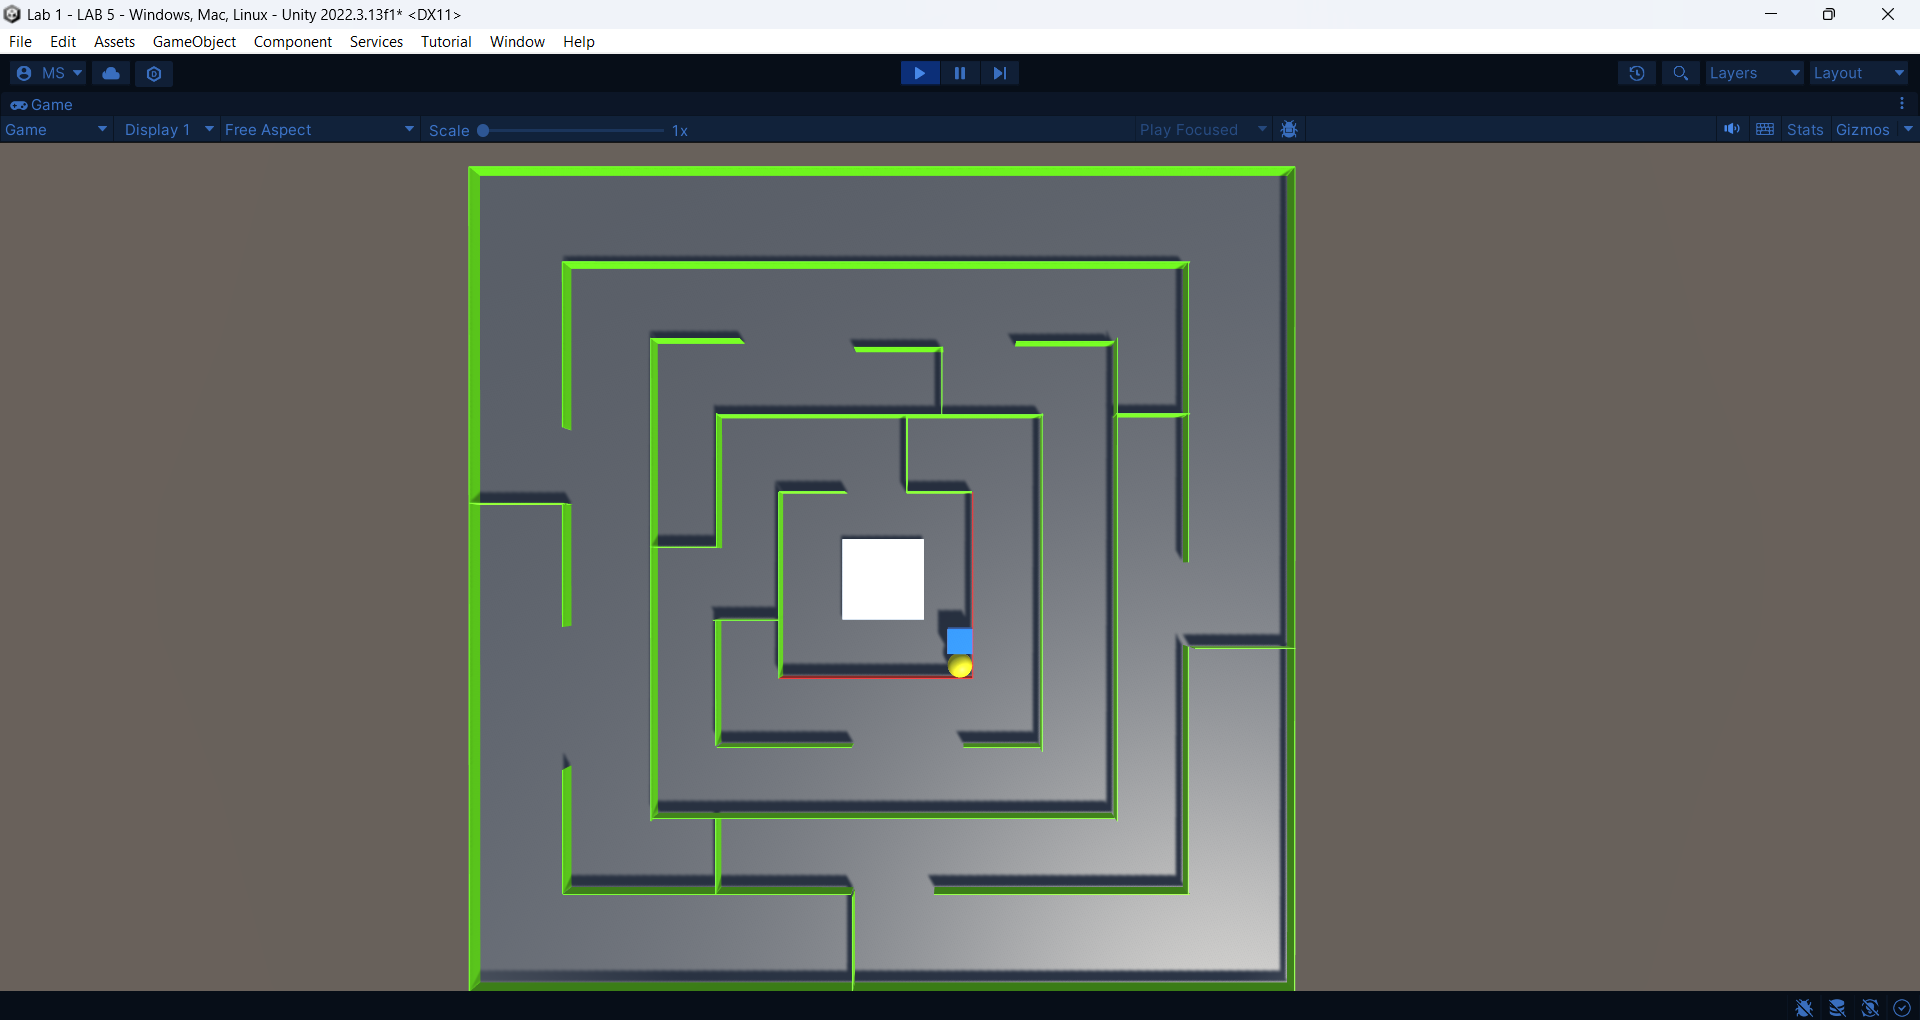 Lab 1 - LAB 5 - Windows, Mac, Linux - Unity 2022.3.13f1* <DX11>
File Edit Assets GameObject Component Services Tutorial Window Help
MS Layers Layout
Game
Game Display 1 Free Aspect Scale 1x Play Focused Stats Gizmos